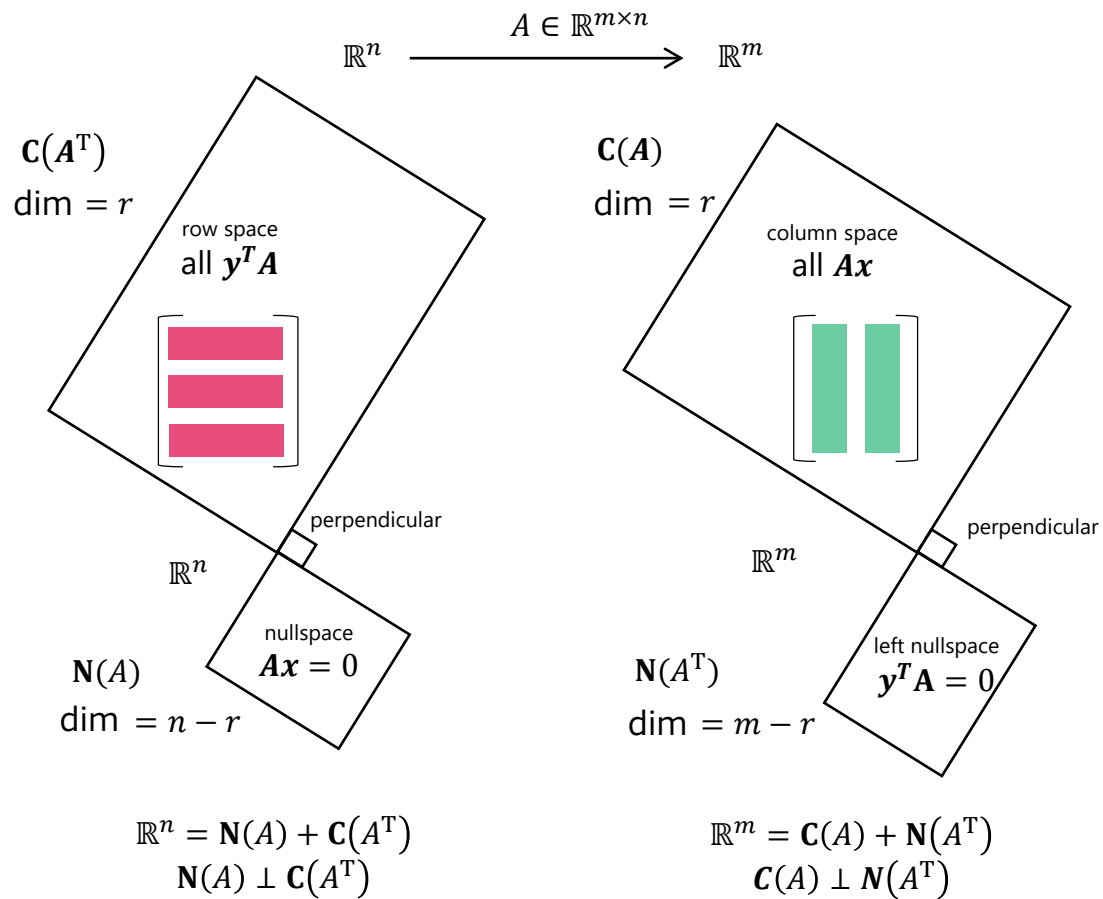 A ∈ ℝᵐˣⁿ
ℝⁿ
ℝᵐ
C(Aᵀ)
dim = r
row space
all yᵀA
perpendicular
ℝⁿ
nullspace
Ax = 0
N(A)
dim = n − r
ℝⁿ = N(A) + C(Aᵀ)
N(A) ⊥ C(Aᵀ)
C(A)
dim = r
column space
all Ax
perpendicular
ℝᵐ
left nullspace
yᵀA = 0
N(Aᵀ)
dim = m − r
ℝᵐ = C(A) + N(Aᵀ)
C(A) ⊥ N(Aᵀ)